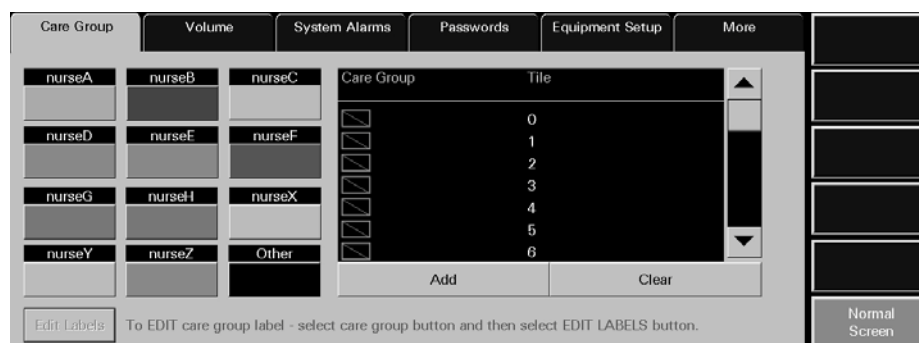 Care Group Volume System Alarms Passwords Equipment Setup More
nurseA nurseB nurseC
nurseD nurseE nurseF
nurseG nurseH nurseX
nurseY nurseZ Other
Care Group Tile
0
1
2
3
4
5
6
Add Clear
Edit Labels To EDIT care group label - select care group button and then select EDIT LABELS button.
Normal
Screen